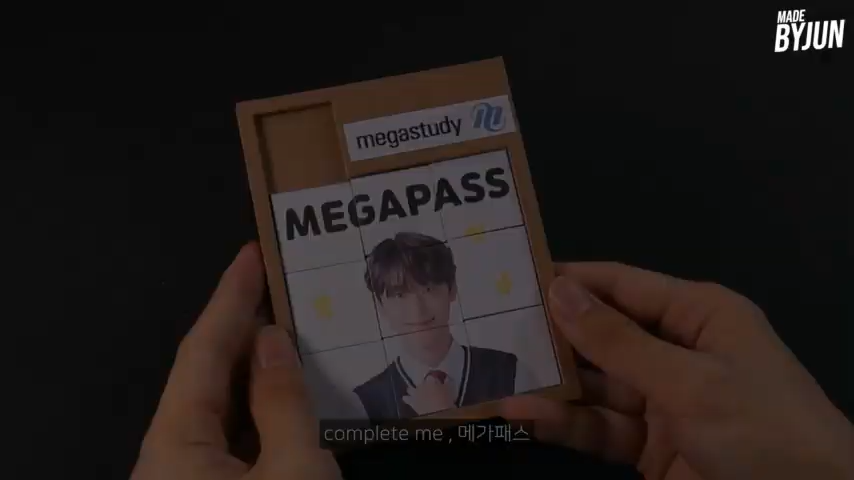 MADE
BYJUN
megastudy
MEGAPASS
complete me , 메가패스